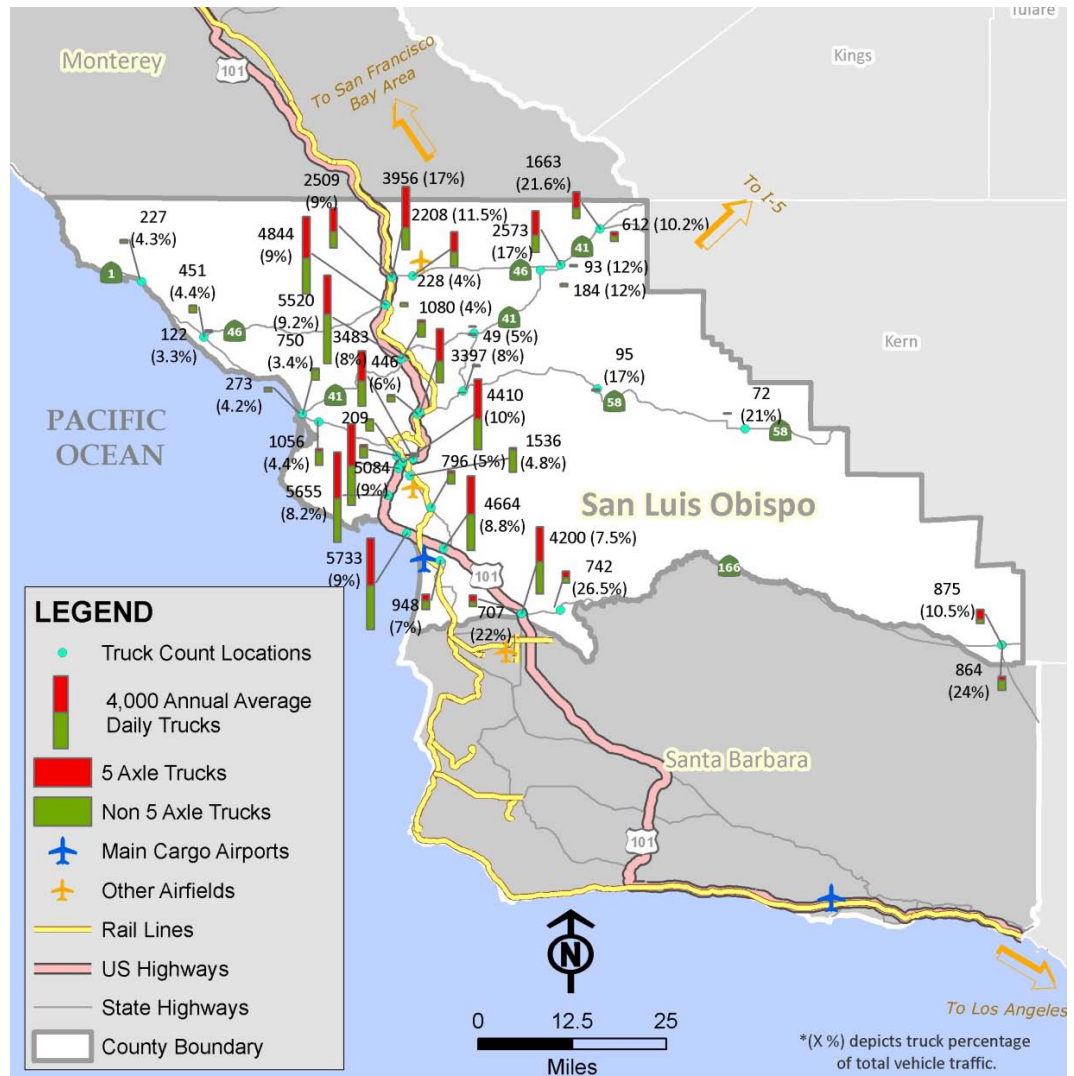 Tulare
Monterey
Kings
101
To San Francisco
Bay Area
1663
(21.6%)
To I-5
2509
(9%)
3956 (17%)
2208 (11.5%)
612 (10.2%)
227
(4.3%)
4844
(9%)
2573
(17%)
41
1
46
93 (12%)
228 (4%)
184 (12%)
451
(4.4%)
5520
(9.2%)
1080 (4%)
41
46
122
(3.3%)
750
(3.4%)
3483
(8%)
446
(6%)
49 (5%)
3397 (8%)
Kern
95
(17%)
273
(4.2%)
41
4410
(10%)
58
72
(21%)
58
PACIFIC
OCEAN
209
1056
(4.4%)
5084
(9%)
796 (5%)
1536
(4.8%)
5655
(8.2%)
4664
(8.8%)
San Luis Obispo
4200 (7.5%)
5733
(9%)
101
742
(26.5%)
166
948
(7%)
707
(22%)
875
(10.5%)
864
(24%)
LEGEND
Truck Count Locations
4,000 Annual Average
Daily Trucks
5 Axle Trucks
Non 5 Axle Trucks
Main Cargo Airports
Other Airfields
Rail Lines
US Highways
State Highways
County Boundary
Santa Barbara
101
N
0 12.5 25
Miles
To Los Angeles
*(X %) depicts truck percentage
of total vehicle traffic.